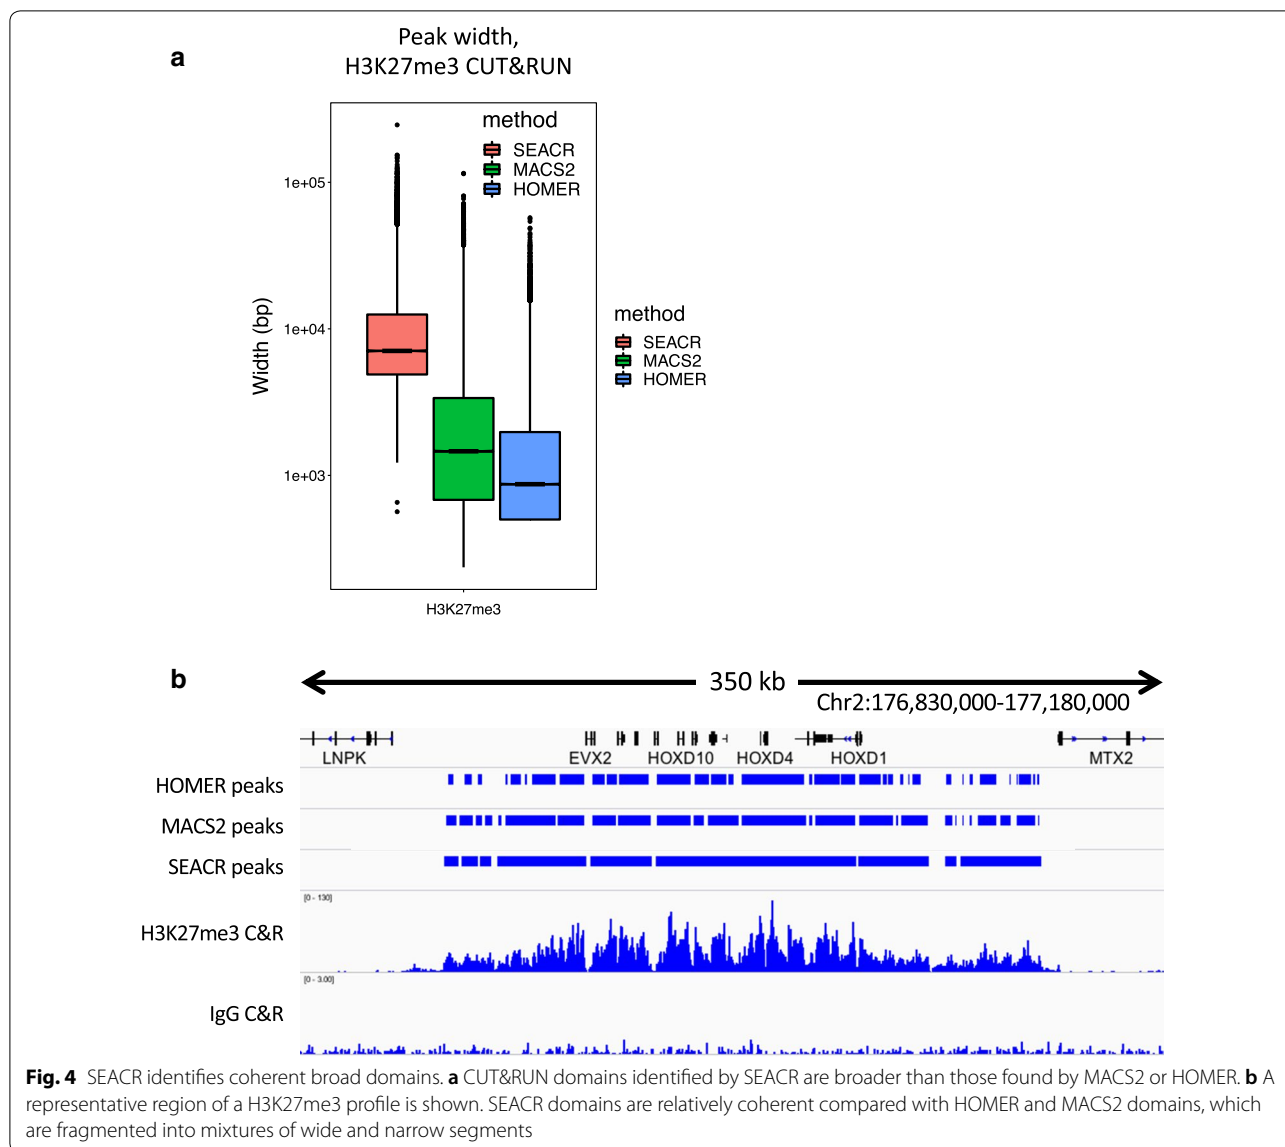 a
Peak width,
H3K27me3 CUT&RUN
method
SEACR
MACS2
HOMER
1e+05
1e+04
1e+03
Width (bp)
H3K27me3
method
SEACR
MACS2
HOMER
b
350 kb
Chr2:176,830,000-177,180,000
LNPK EVX2 HOXD10 HOXD4 HOXD1 MTX2
HOMER peaks
MACS2 peaks
SEACR peaks
[0 - 130]
H3K27me3 C&R
[0 - 3.00]
IgG C&R
Fig. 4 SEACR identifies coherent broad domains. a CUT&RUN domains identified by SEACR are broader than those found by MACS2 or HOMER. b A
representative region of a H3K27me3 profile is shown. SEACR domains are relatively coherent compared with HOMER and MACS2 domains, which
are fragmented into mixtures of wide and narrow segments